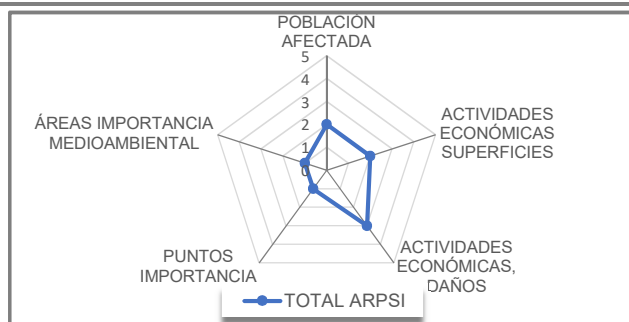 POBLACIÓN
AFECTADA
5
4
3
2
1
0
ACTIVIDADES
ECONÓMICAS
SUPERFICIES
ÁREAS IMPORTANCIA
MEDIOAMBIENTAL
PUNTOS
IMPORTANCIA
ACTIVIDADES
ECONÓMICAS,
DAÑOS
TOTAL ARPSI